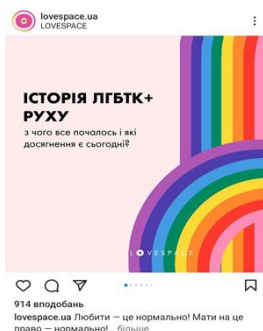 lovespace.ua
LOVESPACE
ІСТОРІЯ ЛГБТК+
РУХУ
з чого все почалось і які
досягнення є сьогодні?
LOVESPACE
914 вподобань
lovespace.ua Любити — це нормально! Мати на це
право — нормально!... більше